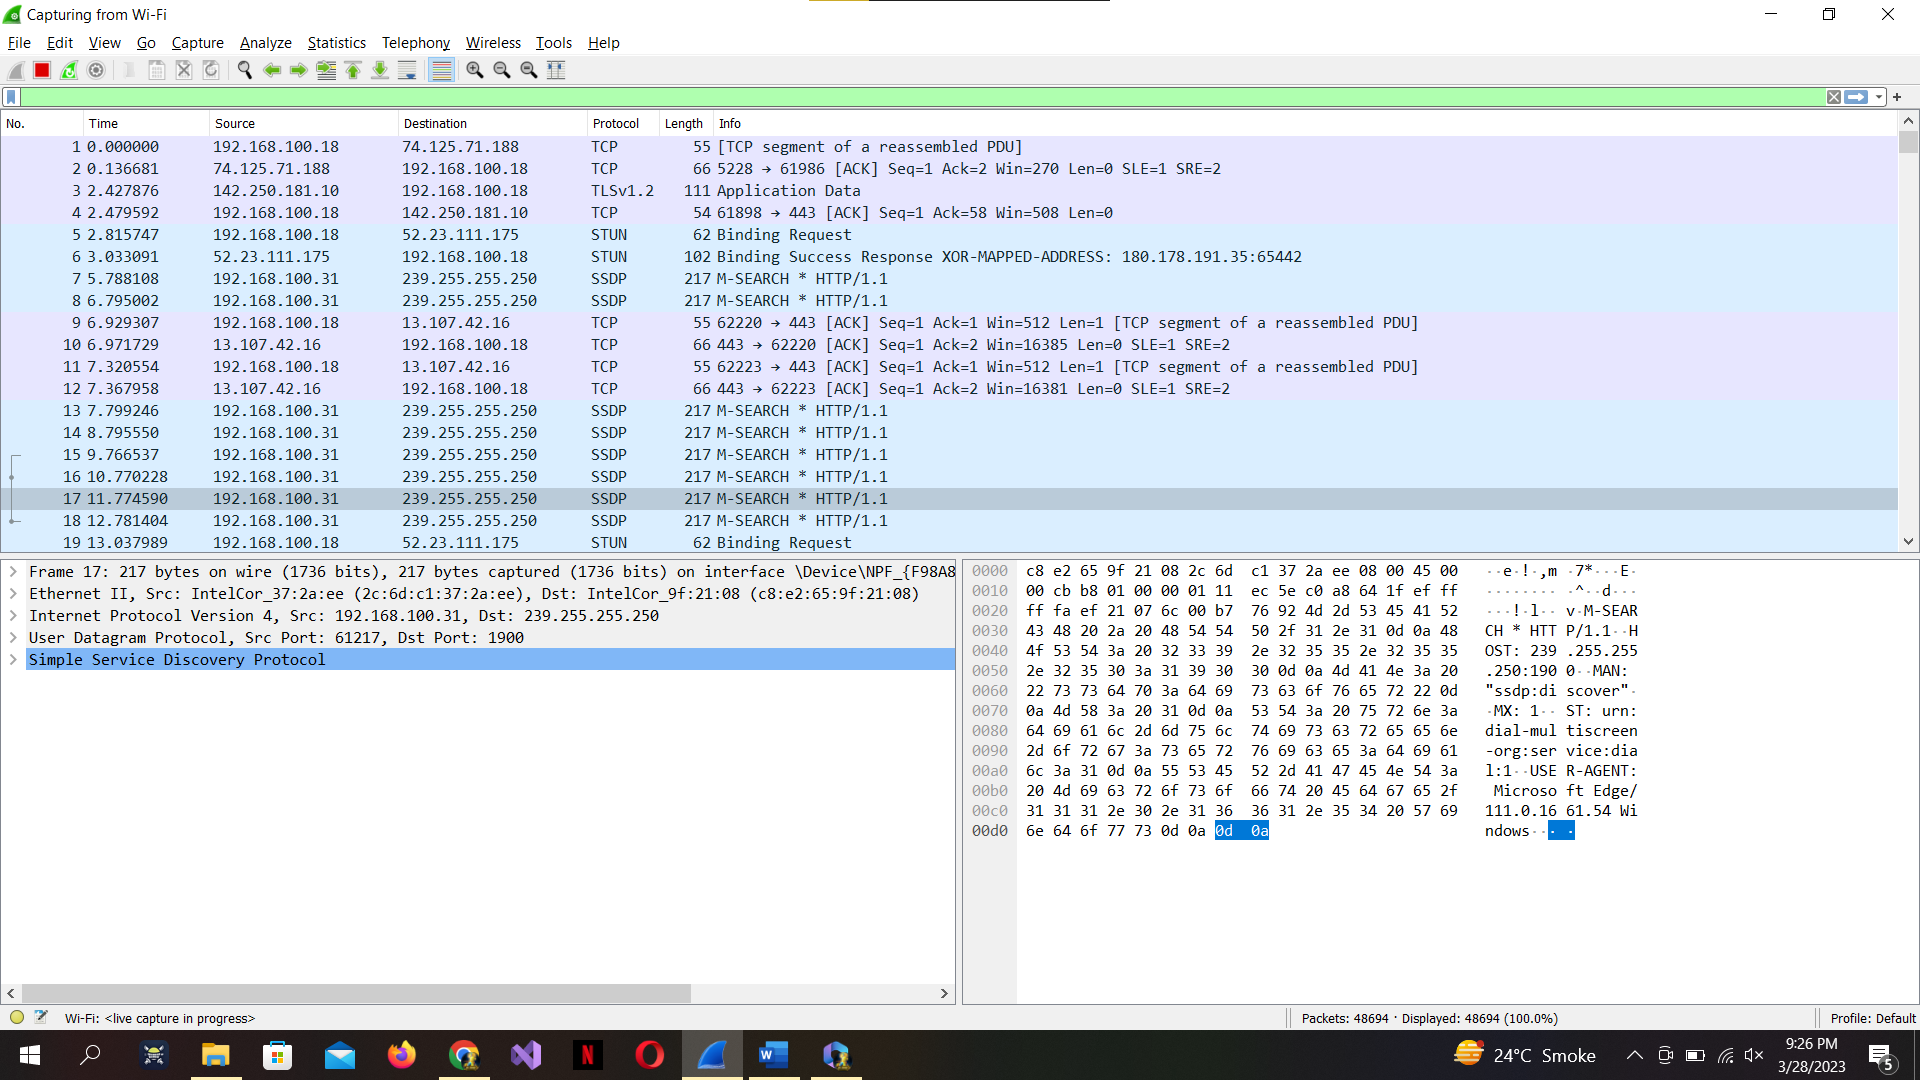 Capturing from Wi-Fi
File Edit View Go Capture Analyze Statistics Telephony Wireless Tools Help
No. Time Source Destination Protocol Length Info
1 0.000000 192.168.100.18 74.125.71.188 TCP 55 [TCP segment of a reassembled PDU]
2 0.136681 74.125.71.188 192.168.100.18 TCP 66 5228 → 61986 [ACK] Seq=1 Ack=2 Win=270 Len=0 SLE=1 SRE=2
3 2.427876 142.250.181.10 192.168.100.18 TLSv1.2 111 Application Data
4 2.479592 192.168.100.18 142.250.181.10 TCP 54 61898 → 443 [ACK] Seq=1 Ack=58 Win=508 Len=0
5 2.815747 192.168.100.18 52.23.111.175 STUN 62 Binding Request
6 3.033091 52.23.111.175 192.168.100.18 STUN 102 Binding Success Response XOR-MAPPED-ADDRESS: 180.178.191.35:65442
7 5.788108 192.168.100.31 239.255.255.250 SSDP 217 M-SEARCH * HTTP/1.1
8 6.795002 192.168.100.31 239.255.255.250 SSDP 217 M-SEARCH * HTTP/1.1
9 6.929307 192.168.100.18 13.107.42.16 TCP 55 62220 → 443 [ACK] Seq=1 Ack=1 Win=512 Len=1 [TCP segment of a reassembled PDU]
10 6.971729 13.107.42.16 192.168.100.18 TCP 66 443 → 62220 [ACK] Seq=1 Ack=2 Win=16385 Len=0 SLE=1 SRE=2
11 7.320554 192.168.100.18 13.107.42.16 TCP 55 62223 → 443 [ACK] Seq=1 Ack=1 Win=512 Len=1 [TCP segment of a reassembled PDU]
12 7.367958 13.107.42.16 192.168.100.18 TCP 66 443 → 62223 [ACK] Seq=1 Ack=2 Win=16381 Len=0 SLE=1 SRE=2
13 7.799246 192.168.100.31 239.255.255.250 SSDP 217 M-SEARCH * HTTP/1.1
14 8.795550 192.168.100.31 239.255.255.250 SSDP 217 M-SEARCH * HTTP/1.1
15 9.766537 192.168.100.31 239.255.255.250 SSDP 217 M-SEARCH * HTTP/1.1
16 10.770228 192.168.100.31 239.255.255.250 SSDP 217 M-SEARCH * HTTP/1.1
17 11.774590 192.168.100.31 239.255.255.250 SSDP 217 M-SEARCH * HTTP/1.1
18 12.781404 192.168.100.31 239.255.255.250 SSDP 217 M-SEARCH * HTTP/1.1
19 13.037989 192.168.100.18 52.23.111.175 STUN 62 Binding Request
Frame 17: 217 bytes on wire (1736 bits), 217 bytes captured (1736 bits) on interface \Device\NPF_{F98A8
Ethernet II, Src: IntelCor_37:2a:ee (2c:6d:c1:37:2a:ee), Dst: IntelCor_9f:21:08 (c8:e2:65:9f:21:08)
Internet Protocol Version 4, Src: 192.168.100.31, Dst: 239.255.255.250
User Datagram Protocol, Src Port: 61217, Dst Port: 1900
Simple Service Discovery Protocol
0000 c8 e2 65 9f 21 08 2c 6d c1 37 2a ee 08 00 45 00 ··e·!·,m ·7*···E·
0010 00 cb b8 01 00 00 01 11 ec 5e c0 a8 64 1f ef ff ········ ·^··d···
0020 ff fa ef 21 07 6c 00 b7 76 92 4d 2d 53 45 41 52 ···!·l·· v·M-SEAR
0030 43 48 20 2a 20 48 54 54 50 2f 31 2e 31 0d 0a 48 CH * HTT P/1.1··H
0040 4f 53 54 3a 20 32 33 39 2e 32 35 35 2e 32 35 35 OST: 239 .255.255
0050 2e 32 35 30 3a 31 39 30 30 0d 0a 4d 41 4e 3a 20 .250:190 0··MAN:
0060 22 73 73 64 70 3a 64 69 73 63 6f 76 65 72 22 0d "ssdp:di scover"·
0070 0a 4d 58 3a 20 31 0d 0a 53 54 3a 20 75 72 6e 3a ·MX: 1·· ST: urn:
0080 64 69 61 6c 2d 6d 75 6c 74 69 73 63 72 65 65 6e dial-mul tiscreen
0090 2d 6f 72 67 3a 73 65 72 76 69 63 65 3a 64 69 61 -org:ser vice:dia
00a0 6c 3a 31 0d 0a 55 53 45 52 2d 41 47 45 4e 54 3a l:1··USE R-AGENT:
00b0 20 4d 69 63 72 6f 73 6f 66 74 20 45 64 67 65 2f Microso ft Edge/
00c0 31 31 31 2e 30 2e 31 36 36 31 2e 35 34 20 57 69 111.0.16 61.54 Wi
00d0 6e 64 6f 77 73 0d 0a 0d 0a ndows··· ·
Wi-Fi: <live capture in progress>
Packets: 48694 · Displayed: 48694 (100.0%)
Profile: Default
24°C Smoke
9:26 PM
3/28/2023
5